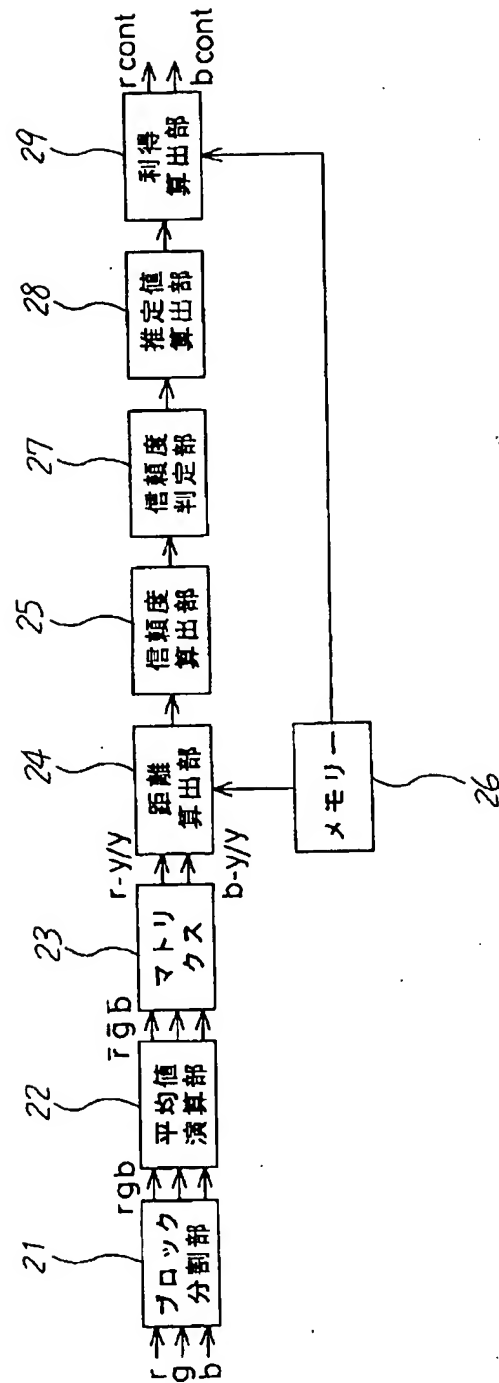 r
g
b
21
ブロック
分割部
rgb
22
平均値
演算部
r̄ḡb̄
23
マトリ
クス
r-y/y
b-y/y
24
距離
算出部
25
信頼度
算出部
26
メモリー
27
信頼度
判定部
28
推定値
算出部
29
利得
算出部
r cont
b cont